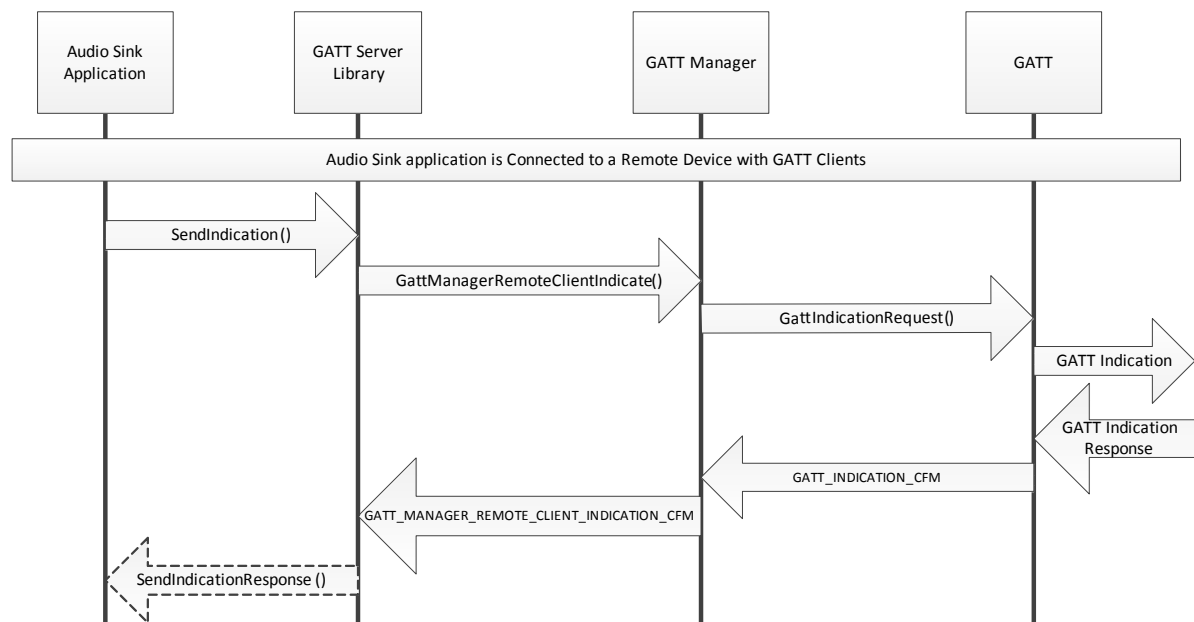 Audio Sink
Application
GATT Server
Library
GATT Manager
GATT
Audio Sink application is Connected to a Remote Device with GATT Clients
SendIndication()
GattManagerRemoteClientIndicate()
GattIndicationRequest()
GATT Indication
GATT Indication
Response
GATT_INDICATION_CFM
GATT_MANAGER_REMOTE_CLIENT_INDICATION_CFM
SendIndicationResponse()